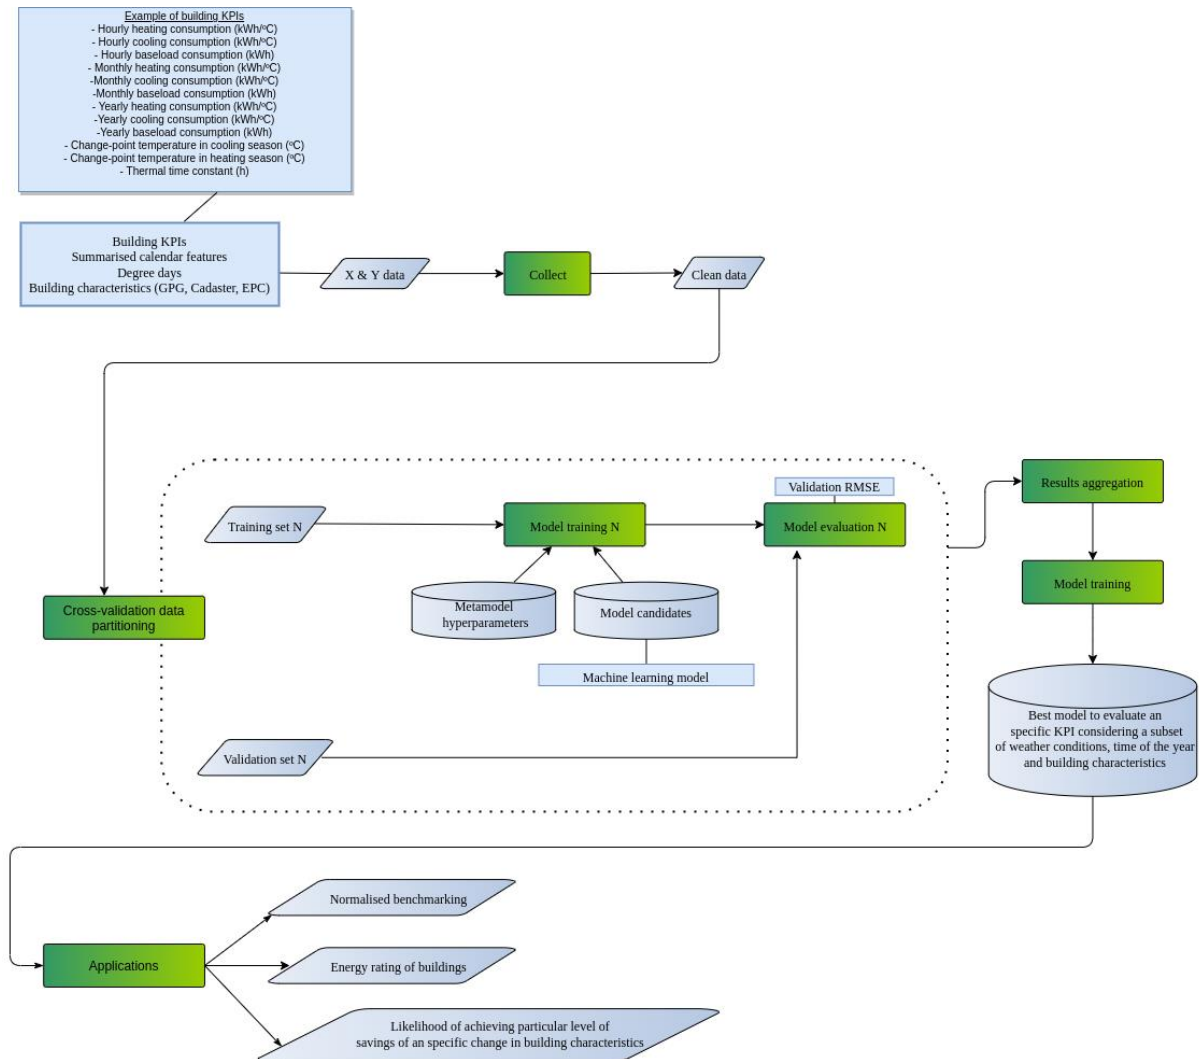 Example of building KPIs
- Hourly heating consumption (kWh/ºC)
- Hourly cooling consumption (kWh/ºC)
- Hourly baseload consumption (kWh)
- Monthly heating consumption (kWh/ºC)
-Monthly cooling consumption (kWh/ºC)
-Monthly baseload consumption (kWh)
- Yearly heating consumption (kWh/ºC)
-Yearly cooling consumption (kWh/ºC)
-Yearly baseload consumption (kWh)
- Change-point temperature in cooling season (ºC)
- Change-point temperature in heating season (ºC)
- Thermal time constant (h)
Building KPIs
Summarised calendar features
Degree days
Building characteristics (GPG, Cadaster, EPC)
X & Y data
Collect
Clean data
Cross-validation data
partitioning
Training set N
Model training N
Validation RMSE
Model evaluation N
Metamodel
hyperparameters
Model candidates
Machine learning model
Validation set N
Results aggregation
Model training
Best model to evaluate an
specific KPI considering a subset
of weather conditions, time of the year
and building characteristics
Applications
Normalised benchmarking
Energy rating of buildings
Likelihood of achieving particular level of
savings of an specific change in building characteristics